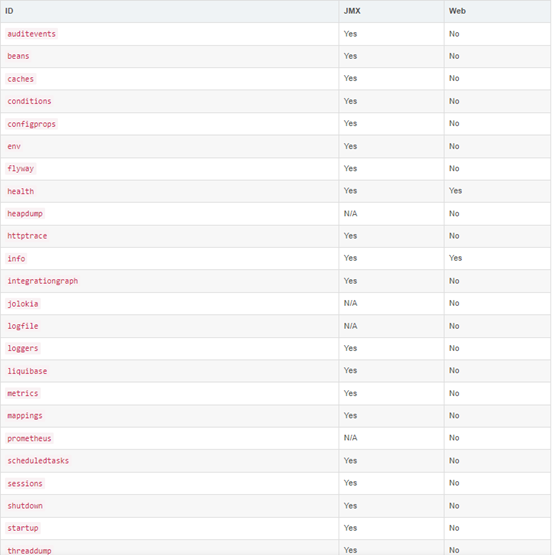 ID JMX Web
auditevents Yes No
beans Yes No
caches Yes No
conditions Yes No
configprops Yes No
env Yes No
flyway Yes No
health Yes Yes
heapdump N/A No
httptrace Yes No
info Yes Yes
integrationgraph Yes No
jolokia N/A No
logfile N/A No
loggers Yes No
liquibase Yes No
metrics Yes No
mappings Yes No
prometheus N/A No
scheduledtasks Yes No
sessions Yes No
shutdown Yes No
startup Yes No
threaddump Yes No